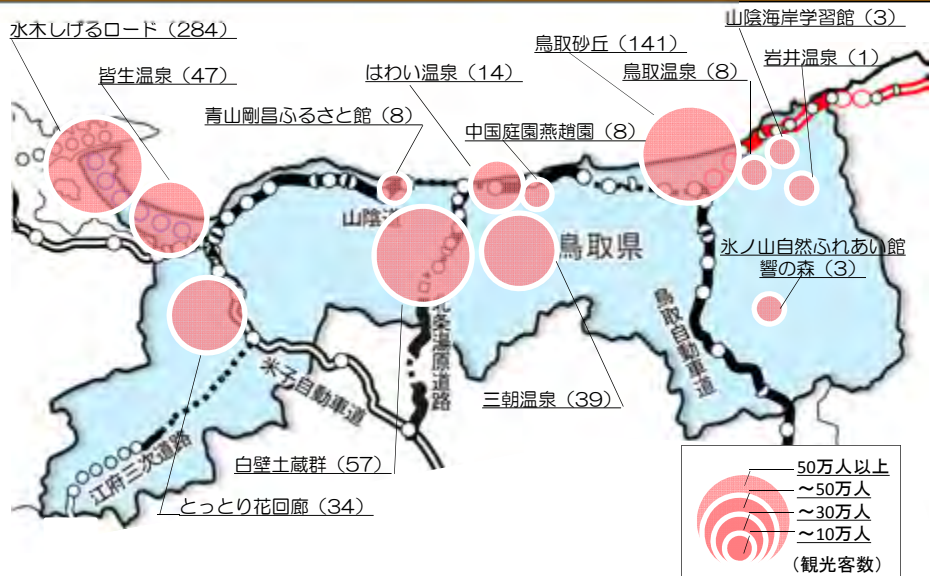 水木しげるロード（284）
山陰海岸学習館（3）
鳥取砂丘（141）
岩井温泉（1）
皆生温泉（47）
はわい温泉（14）
鳥取温泉（8）
青山剛昌ふるさと館（8）
中国庭園燕趙園（8）
山陰道
鳥取県
氷ノ山自然ふれあい館
響の森（3）
北条湯原道路
鳥取自動車道
米子自動車道
三朝温泉（39）
江府三次道路
白壁土蔵群（57）
とっとり花回廊（34）
50万人以上
～50万人
～30万人
～10万人
（観光客数）